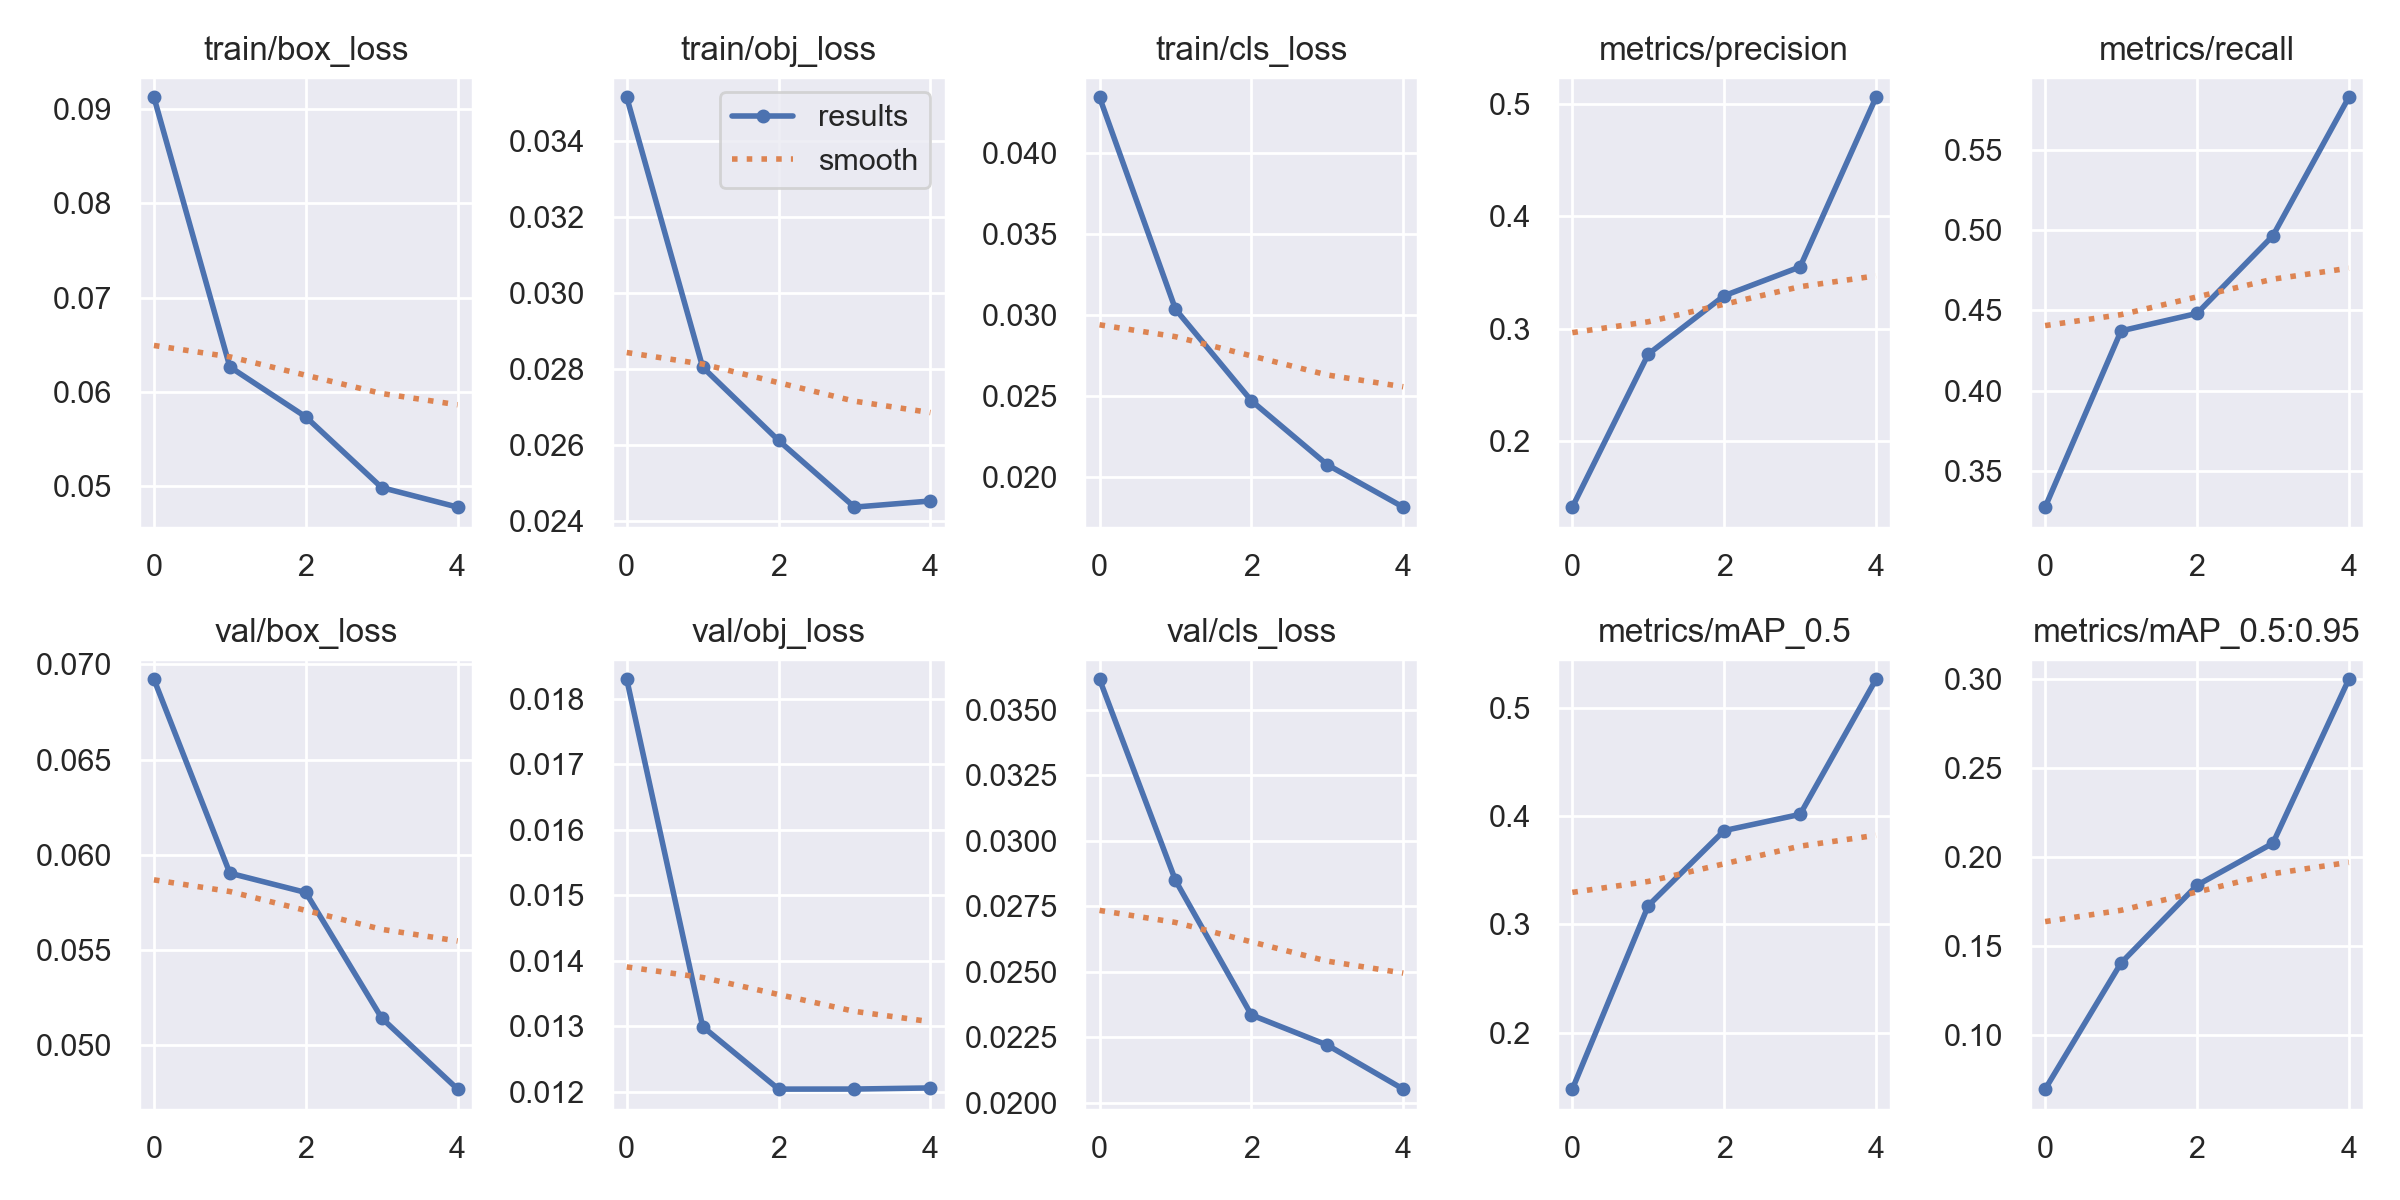 train/box_loss
0.09
0.08
0.07
0.06
0.05
0 2 4
train/obj_loss
results
smooth
0.034
0.032
0.030
0.028
0.026
0.024
0 2 4
train/cls_loss
0.040
0.035
0.030
0.025
0.020
0 2 4
metrics/precision
0.5
0.4
0.3
0.2
0 2 4
metrics/recall
0.55
0.50
0.45
0.40
0.35
0 2 4
val/box_loss
0.070
0.065
0.060
0.055
0.050
0 2 4
val/obj_loss
0.018
0.017
0.016
0.015
0.014
0.013
0.012
0 2 4
val/cls_loss
0.0350
0.0325
0.0300
0.0275
0.0250
0.0225
0.0200
0 2 4
metrics/mAP_0.5
0.5
0.4
0.3
0.2
0 2 4
metrics/mAP_0.5:0.95
0.30
0.25
0.20
0.15
0.10
0 2 4